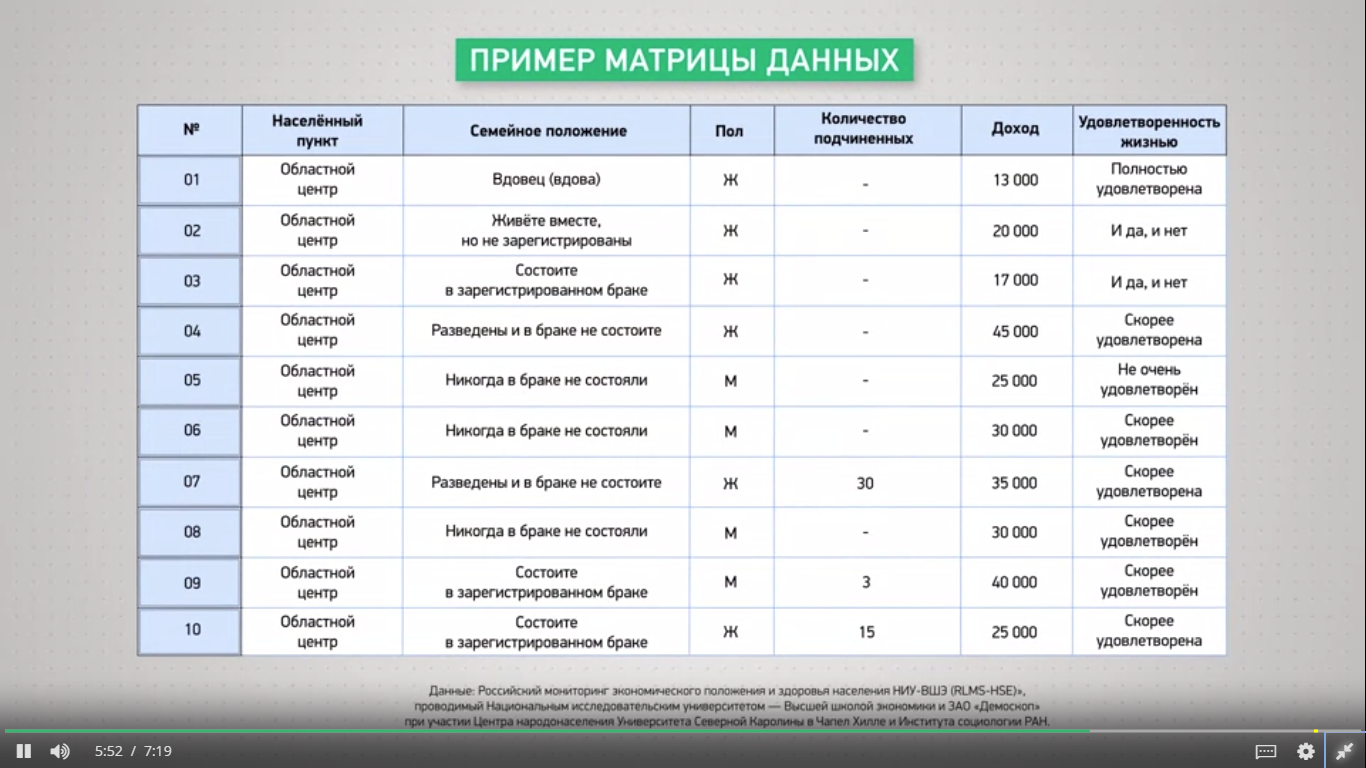 ПРИМЕР МАТРИЦЫ ДАННЫХ
№ Населённый пункт Семейное положение Пол Количество подчиненных Доход Удовлетворенность жизнью
01 Областной центр Вдовец (вдова) Ж - 13 000 Полностью удовлетворена
02 Областной центр Живёте вместе, но не зарегистрированы Ж - 20 000 И да, и нет
03 Областной центр Состоите в зарегистрированном браке Ж - 17 000 И да, и нет
04 Областной центр Разведены и в браке не состоите Ж - 45 000 Скорее удовлетворена
05 Областной центр Никогда в браке не состояли М - 25 000 Не очень удовлетворён
06 Областной центр Никогда в браке не состояли М - 30 000 Скорее удовлетворён
07 Областной центр Разведены и в браке не состоите Ж 30 35 000 Скорее удовлетворена
08 Областной центр Никогда в браке не состояли М - 30 000 Скорее удовлетворён
09 Областной центр Состоите в зарегистрированном браке М 3 40 000 Скорее удовлетворён
10 Областной центр Состоите в зарегистрированном браке Ж 15 25 000 Скорее удовлетворена
Данные: Российский мониторинг экономического положения и здоровья населения НИУ-ВШЭ (RLMS-HSE)»,
проводимый Национальным исследовательским университетом — Высшей школой экономики и ЗАО «Демоскоп»
при участии Центра народонаселения Университета Северной Каролины в Чапел Хилле и Института социологии РАН.
5:52 / 7:19